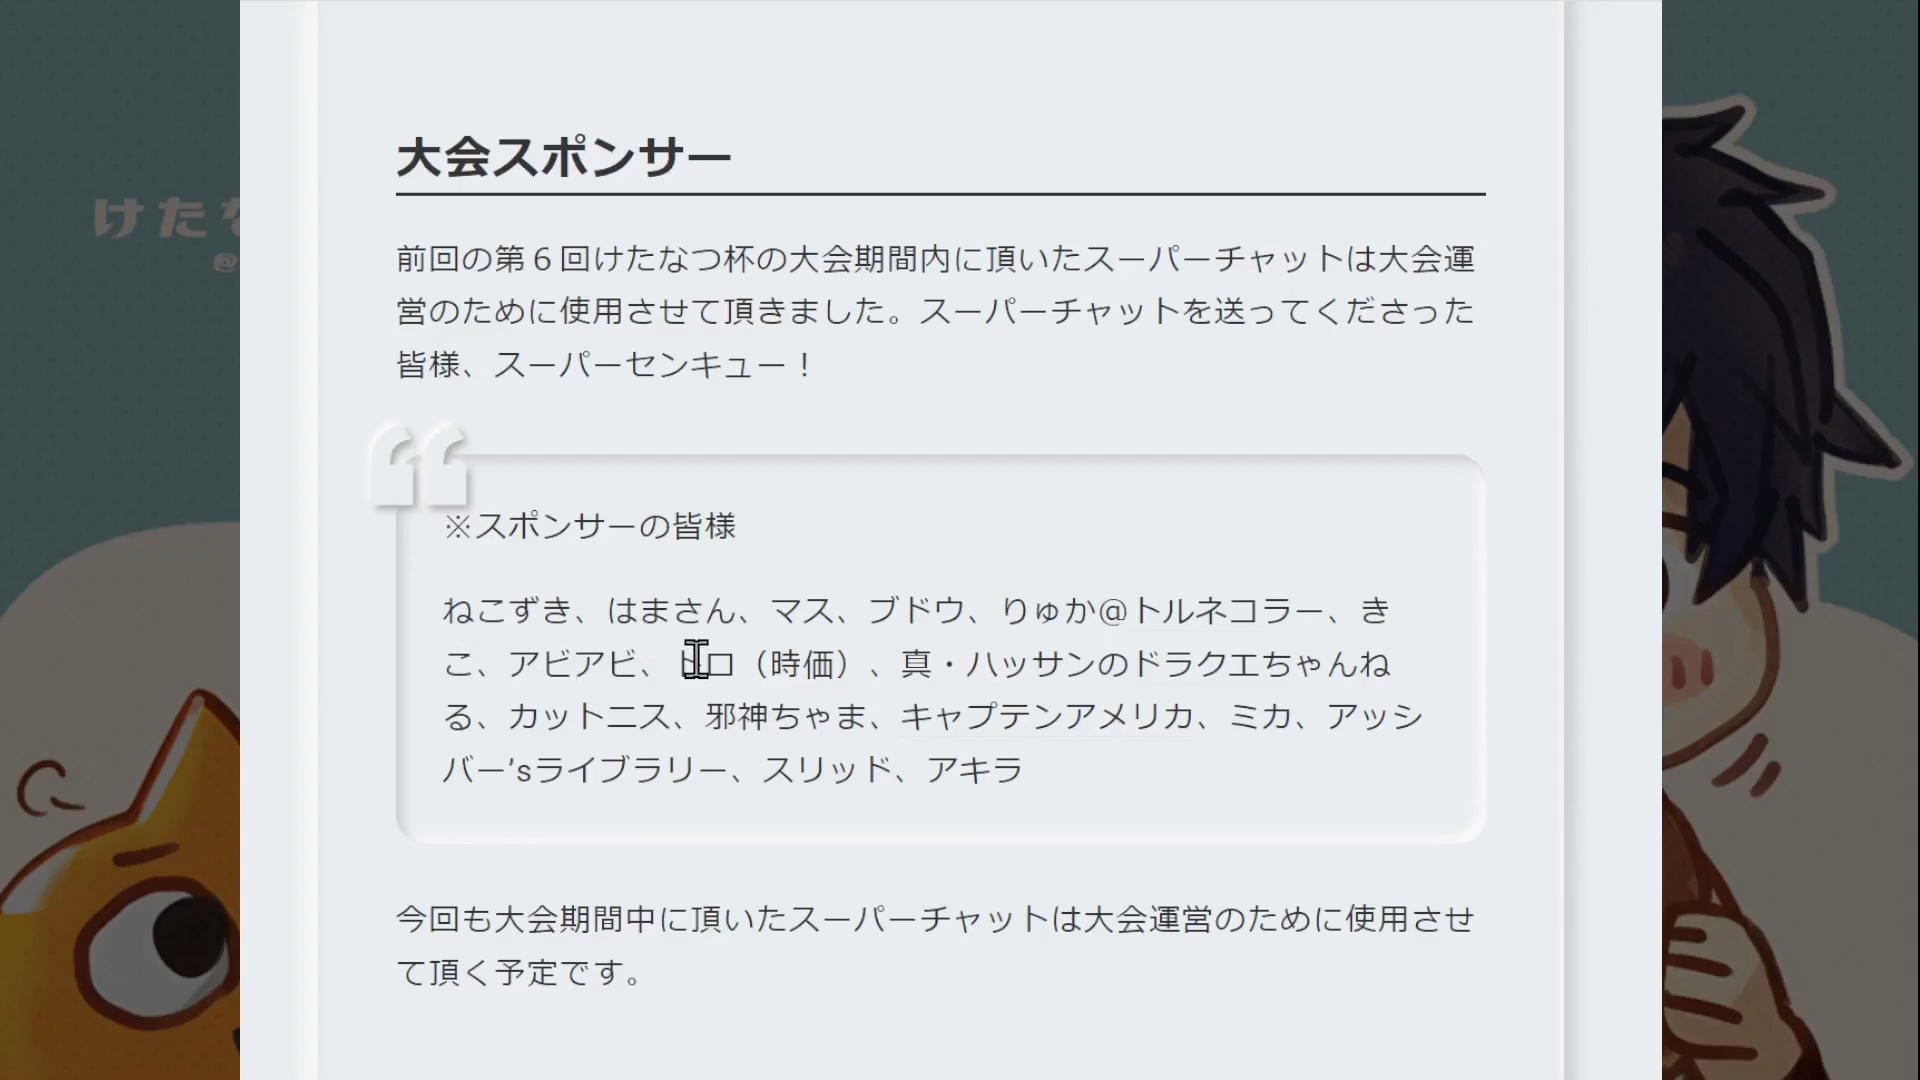 大会スポンサー
前回の第６回けたなつ杯の大会期間内に頂いたスーパーチャットは大会運
営のために使用させて頂きました。スーパーチャットを送ってくださった
皆様、スーパーセンキュー！
※スポンサーの皆様
ねこずき、はまさん、マス、ブドウ、りゅか@トルネコラー、き
こ、アビアビ、トロ（時価）、真・ハッサンのドラクエちゃんね
る、カットニス、邪神ちゃま、キャプテンアメリカ、ミカ、アッシ
バー’sライブラリー、スリッド、アキラ
今回も大会期間中に頂いたスーパーチャットは大会運営のために使用させ
て頂く予定です。
けた
@